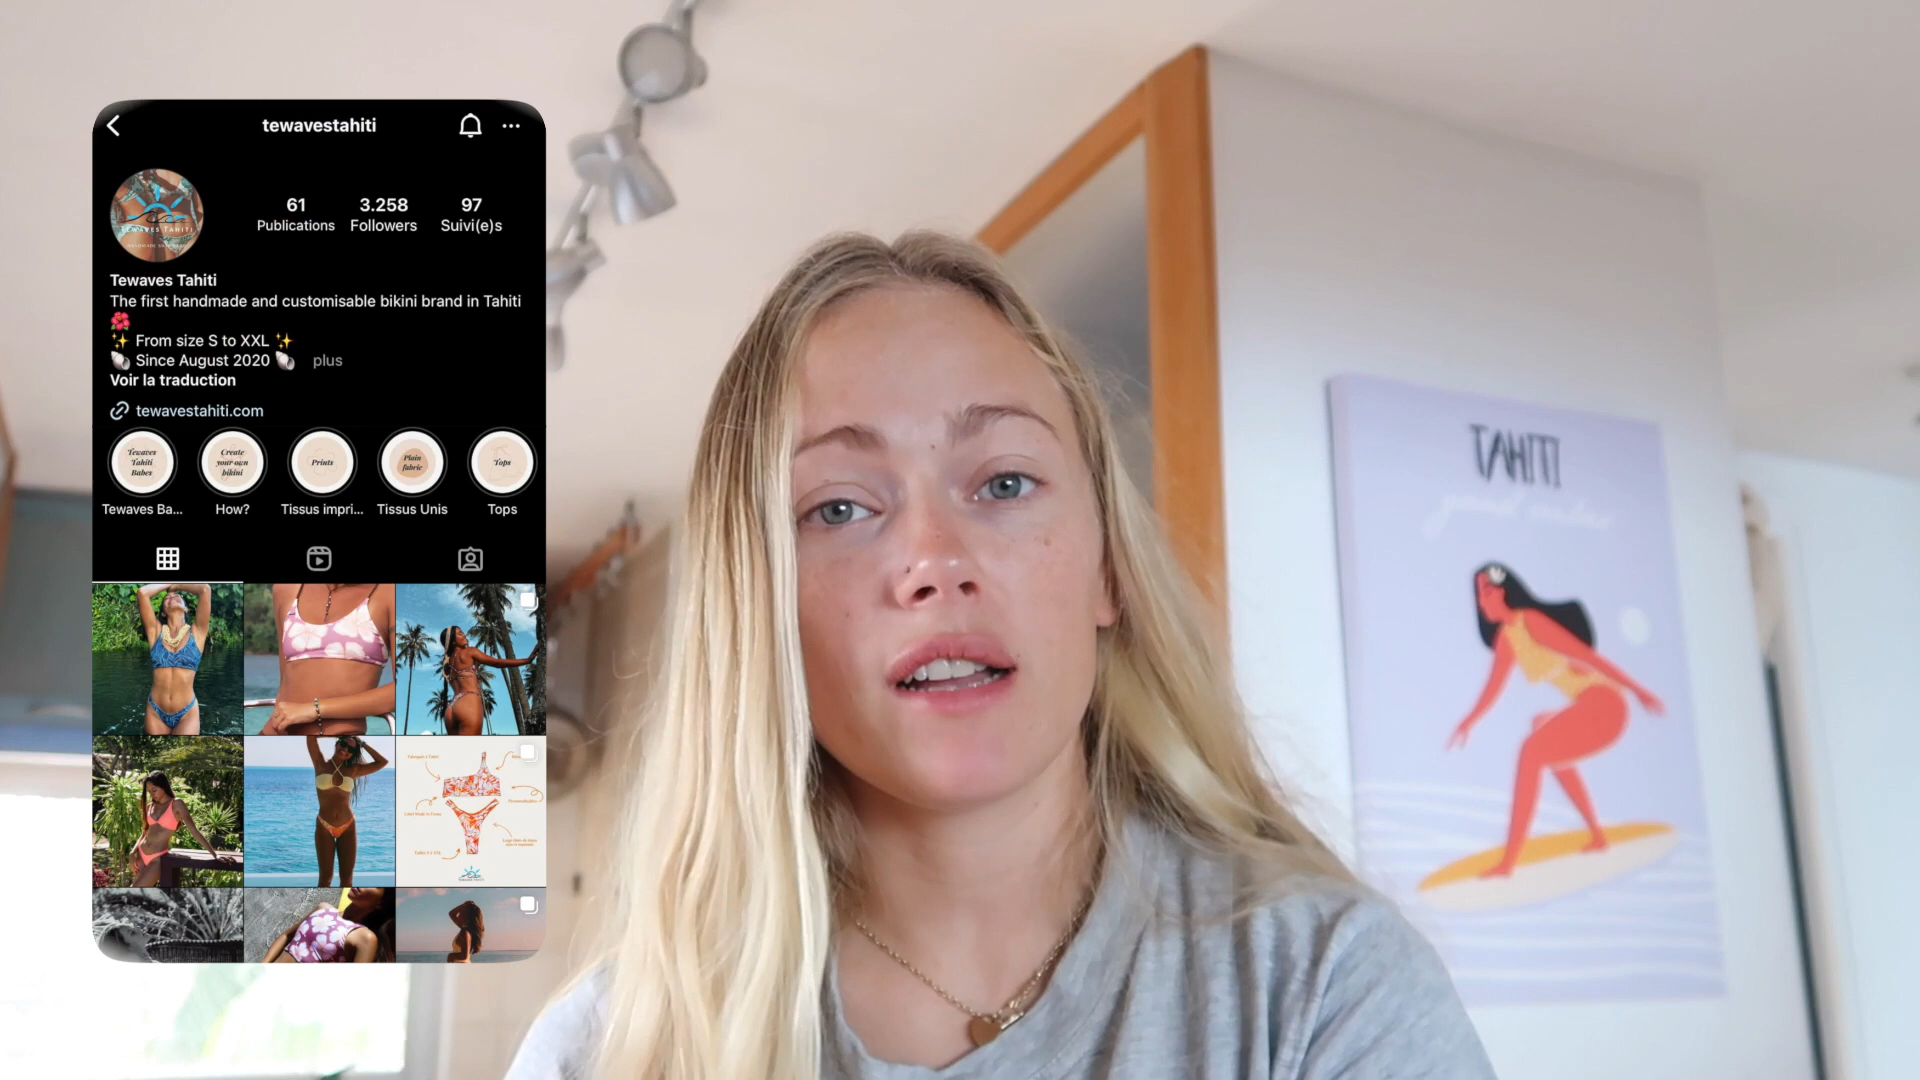 tewavestahiti
61
3.258
97
Publications
Followers
Suivi(e)s
TEWAVES TAHITI
Tewaves Tahiti
The first handmade and customisable bikini brand in Tahiti
From size S to XXL
Since August 2020 plus
Voir la traduction
tewavestahiti.com
Tewaves
Tahiti
Babes
Create
your own
bikini
Prints
Plain
fabric
Tops
Tewaves Ba...
How?
Tissus impri...
Tissus Unis
Tops
TAHITI